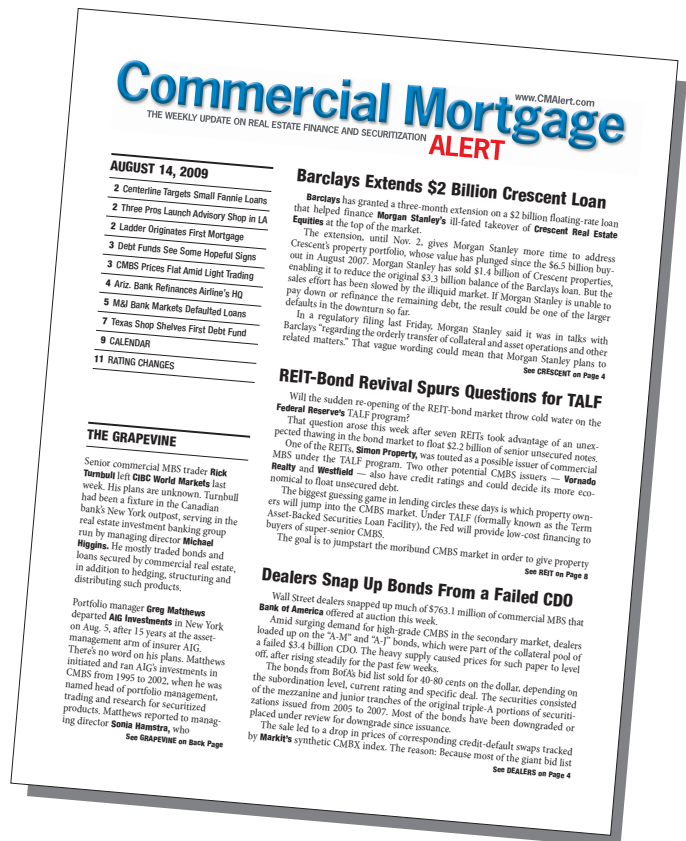 www.CMAlert.com
Commercial Mortgage
THE WEEKLY UPDATE ON REAL ESTATE FINANCE AND SECURITIZATION
ALERT
AUGUST 14, 2009
2 Centerline Targets Small Fannie Loans
2 Three Pros Launch Advisory Shop in LA
2 Ladder Originates First Mortgage
3 Debt Funds See Some Hopeful Signs
3 CMBS Prices Flat Amid Light Trading
4 Ariz. Bank Refinances Airline's HQ
5 M&I Bank Markets Defaulted Loans
7 Texas Shop Shelves First Debt Fund
9 CALENDAR
11 RATING CHANGES
THE GRAPEVINE
Senior commercial MBS trader Rick
Turnbull left CIBC World Markets last
week. His plans are unknown. Turnbull
had been a fixture in the Canadian
bank's New York outpost, serving in the
real estate investment banking group
run by managing director Michael
Higgins. He mostly traded bonds and
loans secured by commercial real estate,
in addition to hedging, structuring and
distributing such products.
Portfolio manager Greg Matthews
departed AIG Investments in New York
on Aug. 5, after 15 years at the asset-
management arm of insurer AIG.
There's no word on his plans. Matthews
initiated and ran AIG's investments in
CMBS from 1995 to 2002, when he was
named head of portfolio management,
trading and research for securitized
products. Matthews reported to manag-
ing director Sonia Hamstra, who
See GRAPEVINE on Back Page
Barclays Extends $2 Billion Crescent Loan
Barclays has granted a three-month extension on a $2 billion floating-rate loan
that helped finance Morgan Stanley's ill-fated takeover of Crescent Real Estate
Equities at the top of the market.
The extension, until Nov. 2, gives Morgan Stanley more time to address
Crescent's property portfolio, whose value has plunged since the $6.5 billion buy-
out in August 2007. Morgan Stanley has sold $1.4 billion of Crescent properties,
enabling it to reduce the original $3.3 billion balance of the Barclays loan. But the
sales effort has been slowed by the illiquid market. If Morgan Stanley is unable to
pay down or refinance the remaining debt, the result could be one of the larger
defaults in the downturn so far.
In a regulatory filing last Friday, Morgan Stanley said it was in talks with
Barclays "regarding the orderly transfer of collateral and asset operations and other
related matters." That vague wording could mean that Morgan Stanley plans to
See CRESCENT on Page 4
REIT-Bond Revival Spurs Questions for TALF
Will the sudden re-opening of the REIT-bond market throw cold water on the
Federal Reserve's TALF program?
That question arose this week after seven REITs took advantage of an unex-
pected thawing in the bond market to float $2.2 billion of senior unsecured notes.
One of the REITs, Simon Property, was touted as a possible issuer of commercial
MBS under the TALF program. Two other potential CMBS issuers — Vornado
Realty and Westfield — also have credit ratings and could decide its more eco-
nomical to float unsecured debt.
The biggest guessing game in lending circles these days is which property own-
ers will jump into the CMBS market. Under TALF (formally known as the Term
Asset-Backed Securities Loan Facility), the Fed will provide low-cost financing to
buyers of super-senior CMBS.
The goal is to jumpstart the moribund CMBS market in order to give property
See REIT on Page 8
Dealers Snap Up Bonds From a Failed CDO
Wall Street dealers snapped up much of $763.1 million of commercial MBS that
Bank of America offered at auction this week.
Amid surging demand for high-grade CMBS in the secondary market, dealers
loaded up on the "A-M" and "A-J" bonds, which were part of the collateral pool of
a failed $3.4 billion CDO. The heavy supply caused prices for such paper to level
off, after rising steadily for the past few weeks.
The bonds from BofA's bid list sold for 40-80 cents on the dollar, depending on
the subordination level, current rating and specific deal. The securities consisted
of the mezzanine and junior tranches of the original triple-A portions of securiti-
zations issued from 2005 to 2007. Most of the bonds have been downgraded or
placed under review for downgrade since issuance.
The sale led to a drop in prices of corresponding credit-default swaps tracked
by Markit's synthetic CMBX index. The reason: Because most of the giant bid list
See DEALERS on Page 4